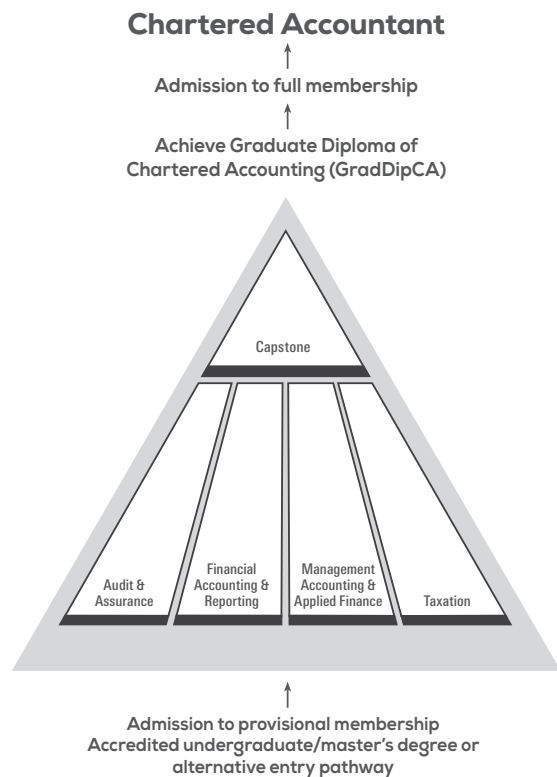 Chartered Accountant
Admission to full membership
Achieve Graduate Diploma of
Chartered Accounting (GradDipCA)
Capstone
Audit &
Assurance
Financial
Accounting &
Reporting
Management
Accounting &
Applied Finance
Taxation
Admission to provisional membership
Accredited undergraduate/master's degree or
alternative entry pathway